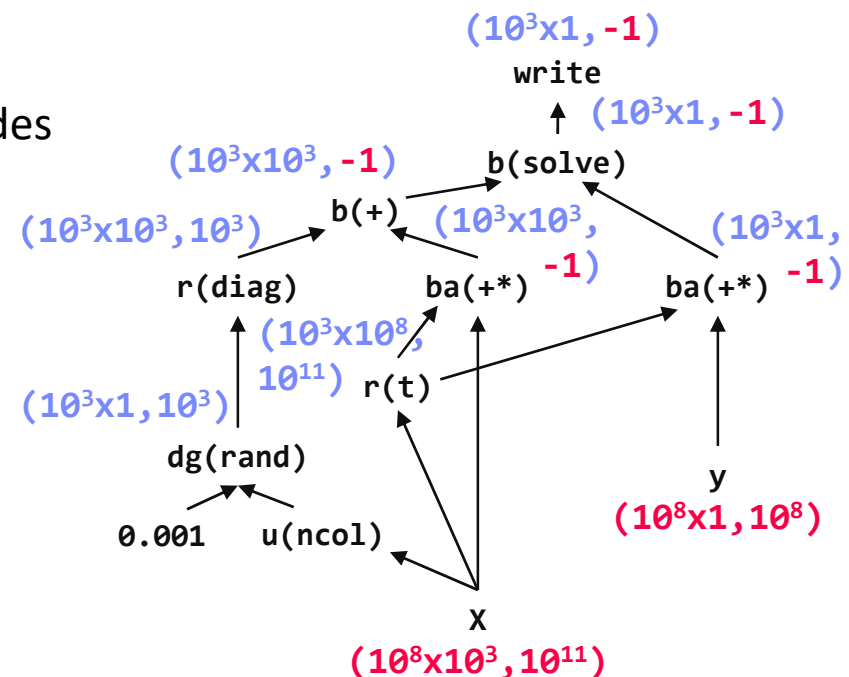 (10³x1,-1)
write
des
(10³x1,-1)
(10³x10³,-1)
b(solve)
(10³x10³,10³)
b(+)
(10³x10³,
-1)
(10³x1,
-1)
r(diag)
ba(+*)
ba(+*)
(10³x10⁸,
10¹¹)
r(t)
(10³x1,10³)
dg(rand)
y
(10⁸x1,10⁸)
0.001
u(ncol)
X
(10⁸x10³,10¹¹)